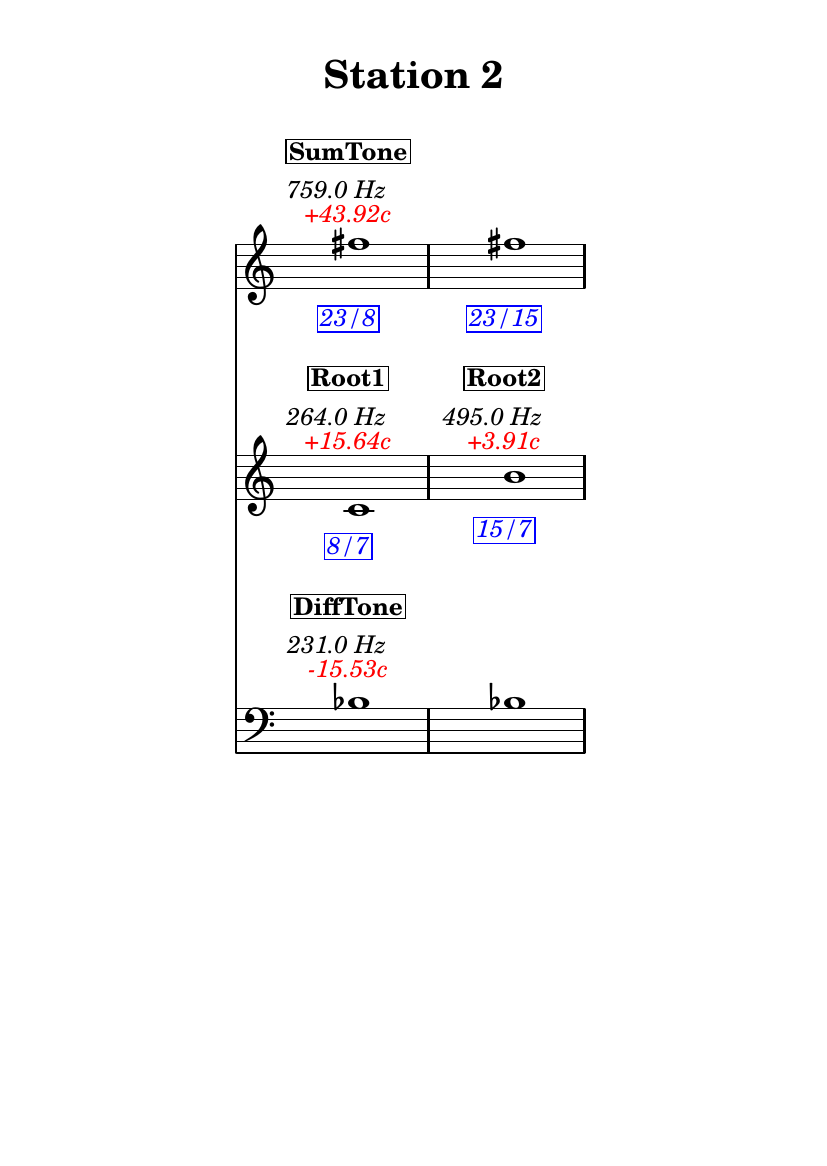 Station 2
SumTone
759.0 Hz
+43.92c
23/8 23/15
Root1 Root2
264.0 Hz 495.0 Hz
+15.64c +3.91c
8/7 15/7
DiffTone
231.0 Hz
-15.53c